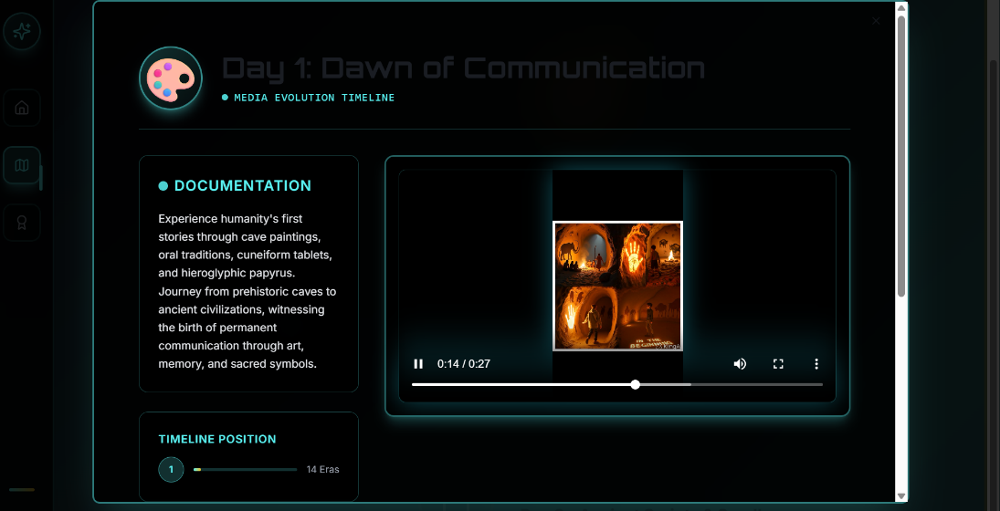 Day 1: Dawn of Communication
MEDIA EVOLUTION TIMELINE
DOCUMENTATION
Experience humanity's first
stories through cave paintings,
oral traditions, cuneiform tablets,
and hieroglyphic papyrus.
Journey from prehistoric caves to
ancient civilizations, witnessing
the birth of permanent
communication through art,
memory, and sacred symbols.
IN THE
BEGINNING
0:14 / 0:27
TIMELINE POSITION
1
14 Eras